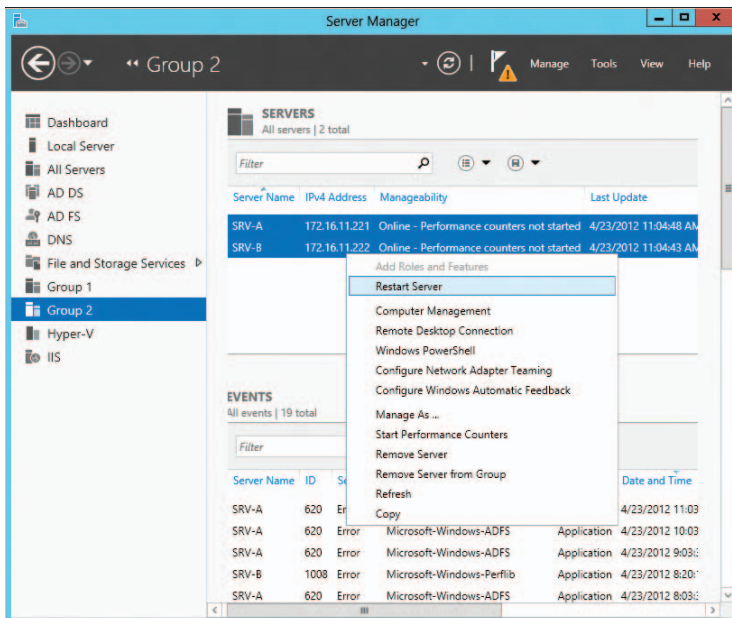 Server Manager
Group 2
Manage Tools View Help
Dashboard
Local Server
All Servers
AD DS
AD FS
DNS
File and Storage Services
Group 1
Group 2
Hyper-V
IIS
SERVERS
All servers | 2 total
Filter
Server Name IPv4 Address Manageability Last Update
SRV-A 172.16.11.221 Online - Performance counters not started 4/23/2012 11:04:48 AM
SRV-B 172.16.11.222 Online - Performance counters not started 4/23/2012 11:04:43 AM
Add Roles and Features
Restart Server
Computer Management
Remote Desktop Connection
Windows PowerShell
Configure Network Adapter Teaming
Configure Windows Automatic Feedback
Manage As ...
Start Performance Counters
Remove Server
Remove Server from Group
Refresh
Copy
EVENTS
All events | 19 total
Filter
Server Name ID Se Date and Time
SRV-A 620 Er 4/23/2012 11:03
SRV-A 620 Error Microsoft-Windows-ADFS Application 4/23/2012 10:03
SRV-A 620 Error Microsoft-Windows-ADFS Application 4/23/2012 9:03:
SRV-B 1008 Error Microsoft-Windows-Perflib Application 4/23/2012 8:20:
SRV-A 620 Error Microsoft-Windows-ADFS Application 4/23/2012 8:03: